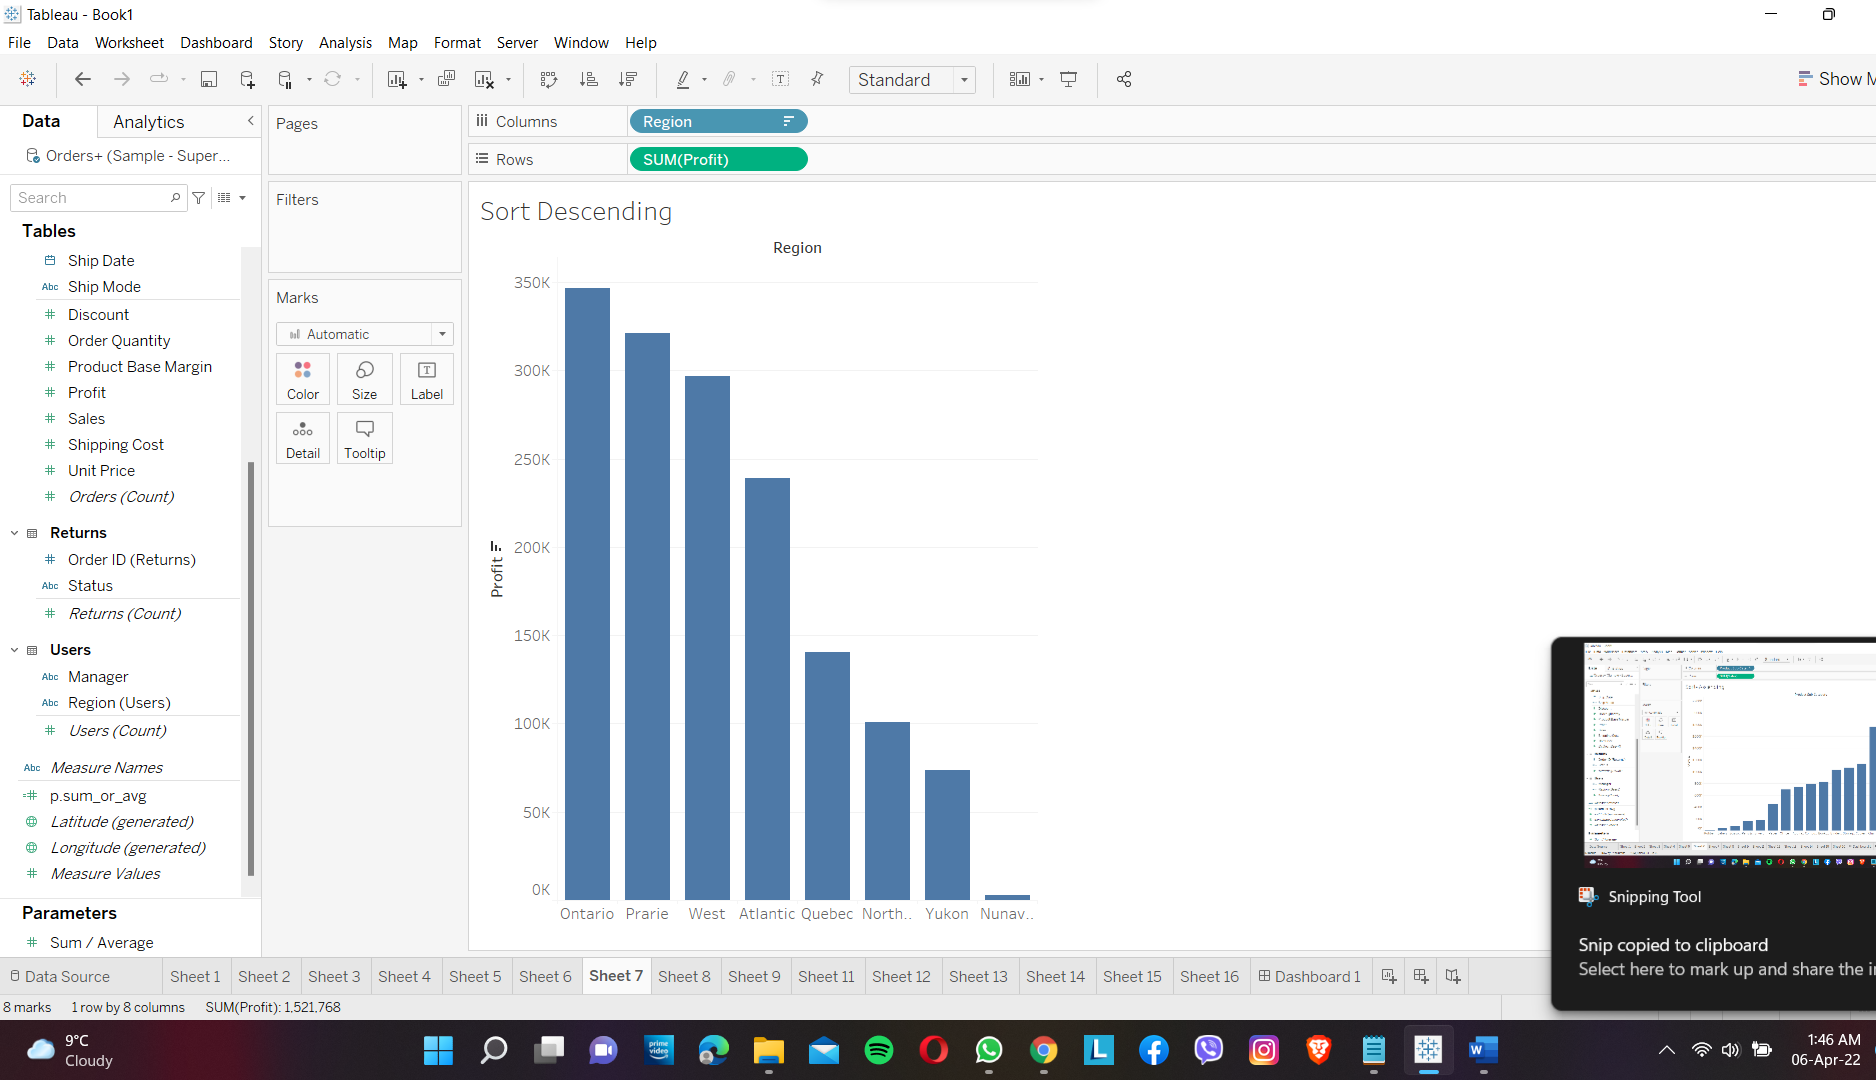 Tableau - Book1
File Data Worksheet Dashboard Story Analysis Map Format Server Window Help
Standard
Show M
Data
Analytics
Orders+ (Sample - Super...
Search
Tables
Ship Date
Abc Ship Mode
Discount
Order Quantity
Product Base Margin
Profit
Sales
Shipping Cost
Unit Price
Orders (Count)
Returns
Order ID (Returns)
Abc Status
Returns (Count)
Users
Abc Manager
Abc Region (Users)
Users (Count)
Abc Measure Names
p.sum_or_avg
Latitude (generated)
Longitude (generated)
Measure Values
Parameters
Sum / Average
Pages
Filters
Marks
Automatic
Color Size Label
Detail Tooltip
Columns Region
Rows SUM(Profit)
Sort Descending
Region
350K
300K
250K
200K
150K
100K
50K
0K
Profit
Ontario Prarie West Atlantic Quebec North.. Yukon Nunav..
Snipping Tool
Snip copied to clipboard
Select here to mark up and share the i
Data Source Sheet 1 Sheet 2 Sheet 3 Sheet 4 Sheet 5 Sheet 6 Sheet 7 Sheet 8 Sheet 9 Sheet 11 Sheet 12 Sheet 13 Sheet 14 Sheet 15 Sheet 16 Dashboard 1
8 marks 1 row by 8 columns SUM(Profit): 1,521,768
9°C
Cloudy
prime video
L
W
1:46 AM
06-Apr-22